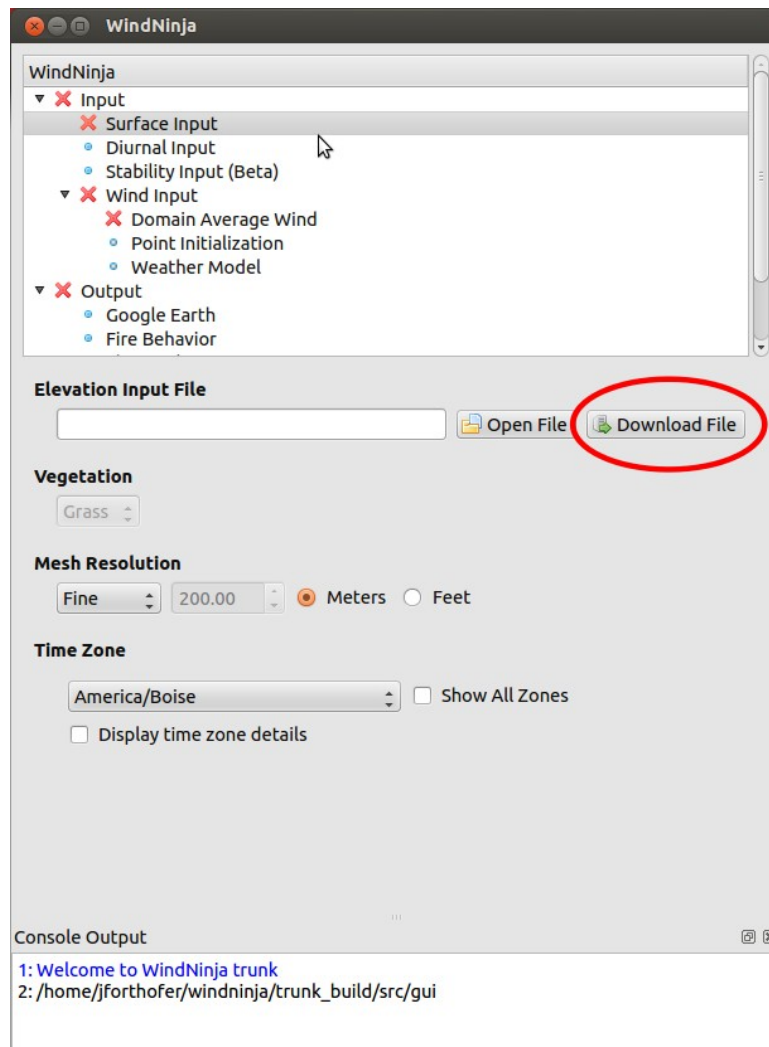 WindNinja
WindNinja
Input
Surface Input
Diurnal Input
Stability Input (Beta)
Wind Input
Domain Average Wind
Point Initialization
Weather Model
Output
Google Earth
Fire Behavior
Elevation Input File
Open File Download File
Vegetation
Grass
Mesh Resolution
Fine 200.00 Meters Feet
Time Zone
America/Boise Show All Zones
Display time zone details
Console Output
1: Welcome to WindNinja trunk
2: /home/jforthofer/windninja/trunk_build/src/gui